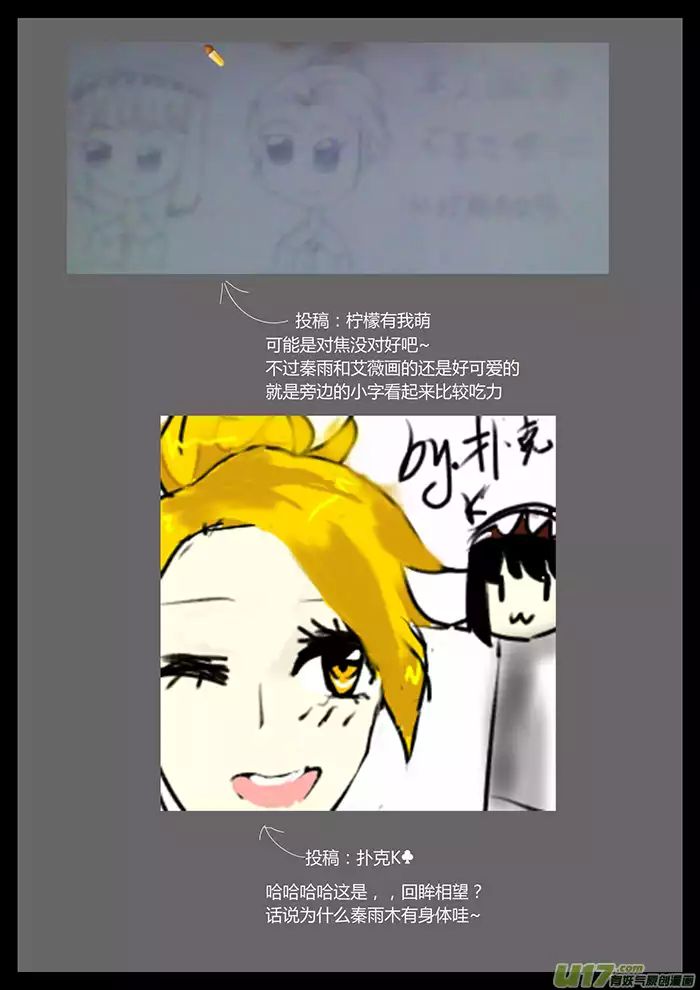 投稿：柠檬有我萌
可能是对焦没对好吧~
不过秦雨和艾薇画的还是好可爱的
就是旁边的小字看起来比较吃力
by.扑克
K
投稿：扑克K♣
哈哈哈哈这是，，回眸相望？
话说为什么秦雨木有身体哇~
U17.com
有妖气原创漫画